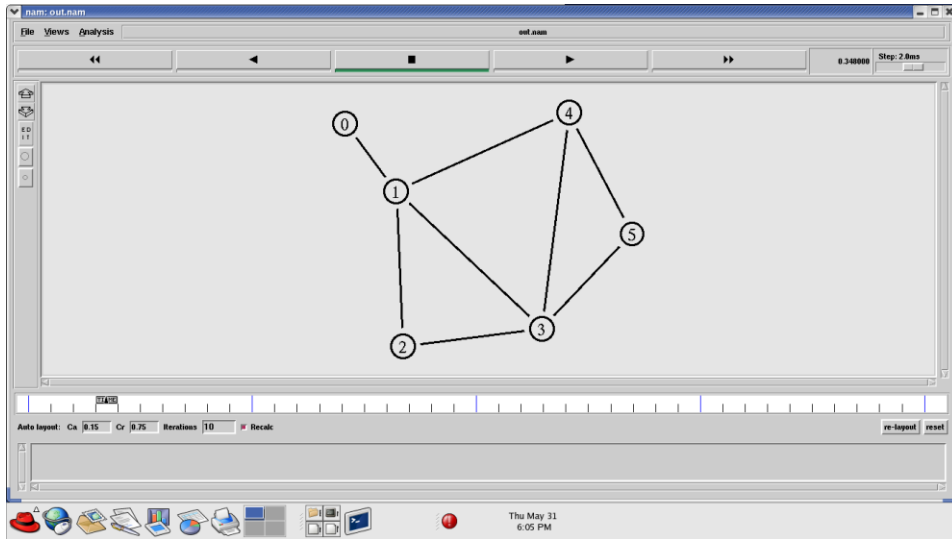 nam: out.nam
File Views Analysis
out.nam
0.348000
Step: 2.0ms
E D
I T
0
4
1
5
3
2
Auto layout: Ca 0.15 Cr 0.75 Iterations 10 Recalc
re-layout reset
Thu May 31
6:05 PM